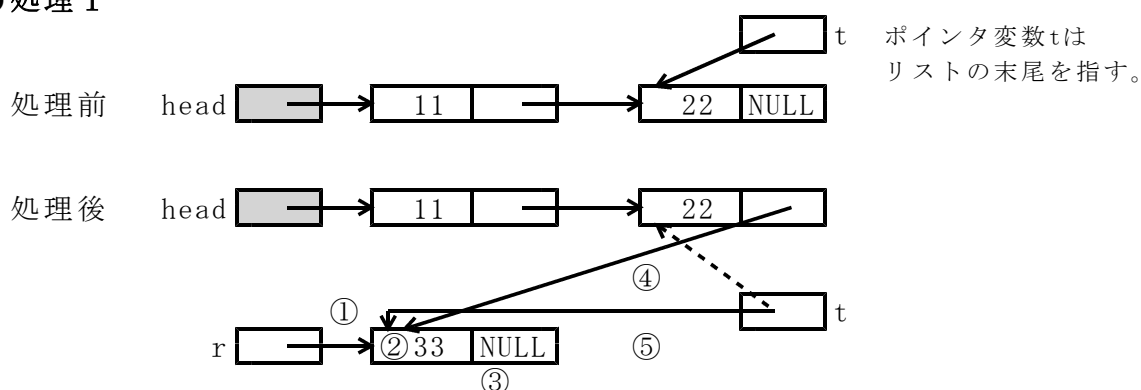 処理1
t ポインタ変数tは
リストの末尾を指す。
処理前 head 11 22 NULL
処理後 head 11 22
④
① t
r ②33 NULL ⑤
③